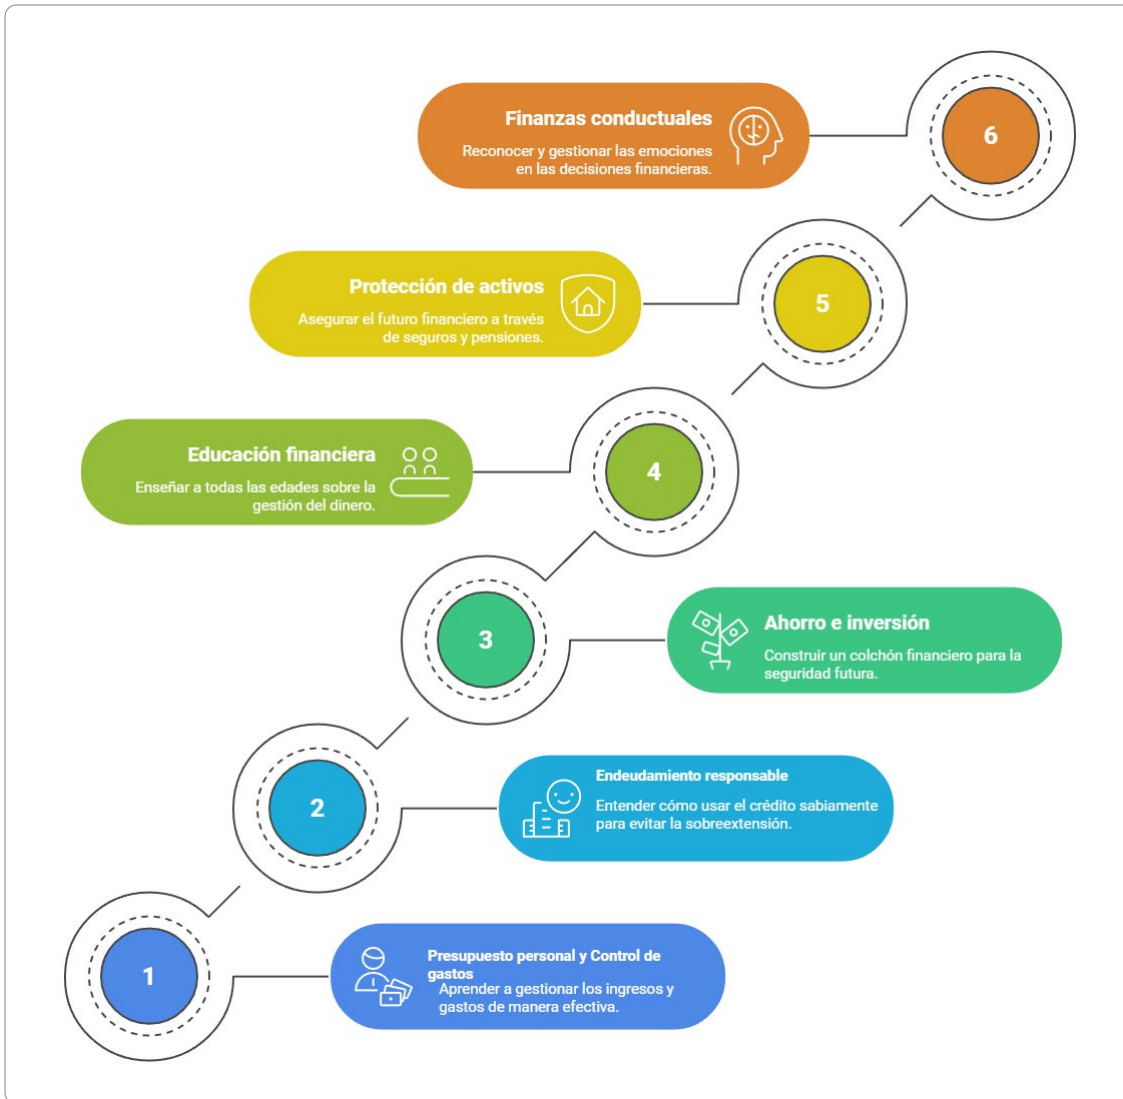 Finanzas conductuales
Reconocer y gestionar las emociones
en las decisiones financieras.
6
Protección de activos
Asegurar el futuro financiero a través
de seguros y pensiones.
5
Educación financiera
Enseñar a todas las edades sobre la
gestión del dinero.
4
3
Ahorro e inversión
Construir un colchón financiero para la
seguridad futura.
2
Endeudamiento responsable
Entender cómo usar el crédito sabiamente
para evitar la sobreextensión.
1
Presupuesto personal y Control de
gastos
Aprender a gestionar los ingresos y
gastos de manera efectiva.